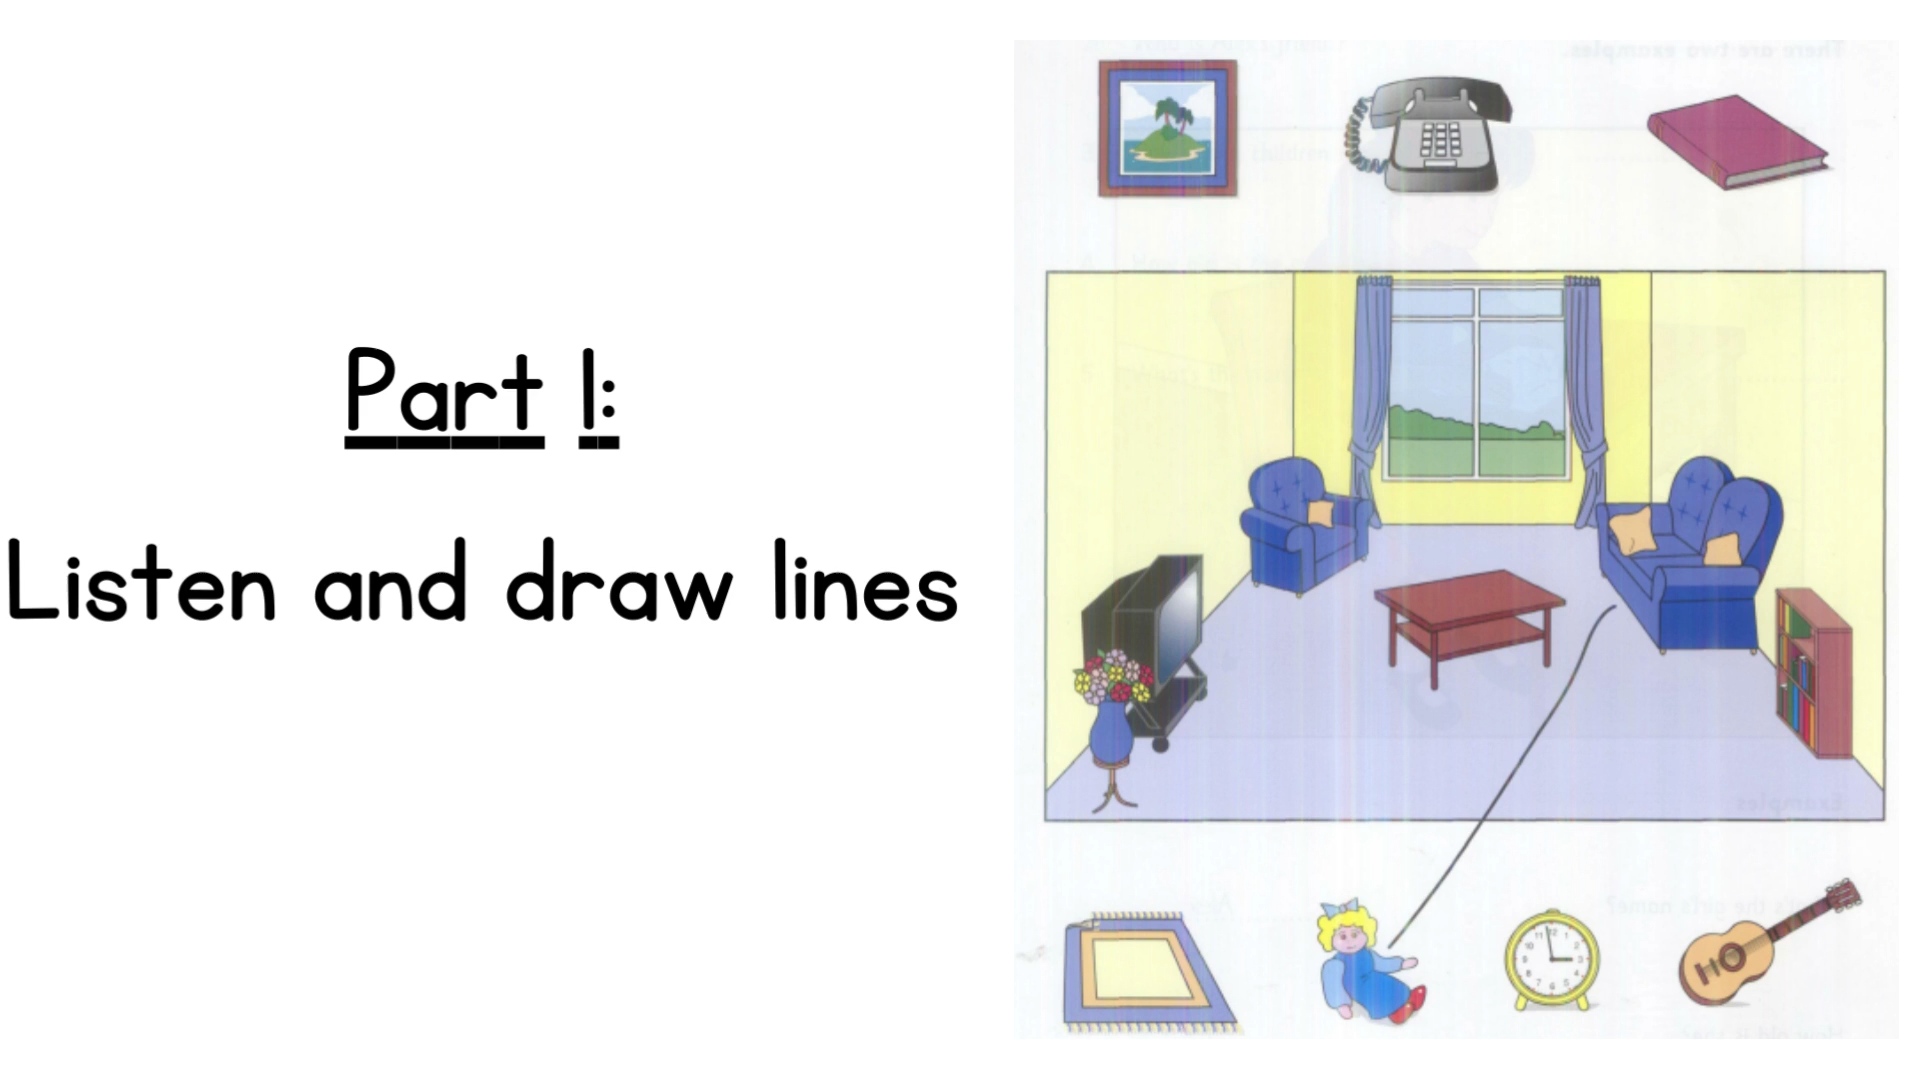 Part 1:
Listen and draw lines